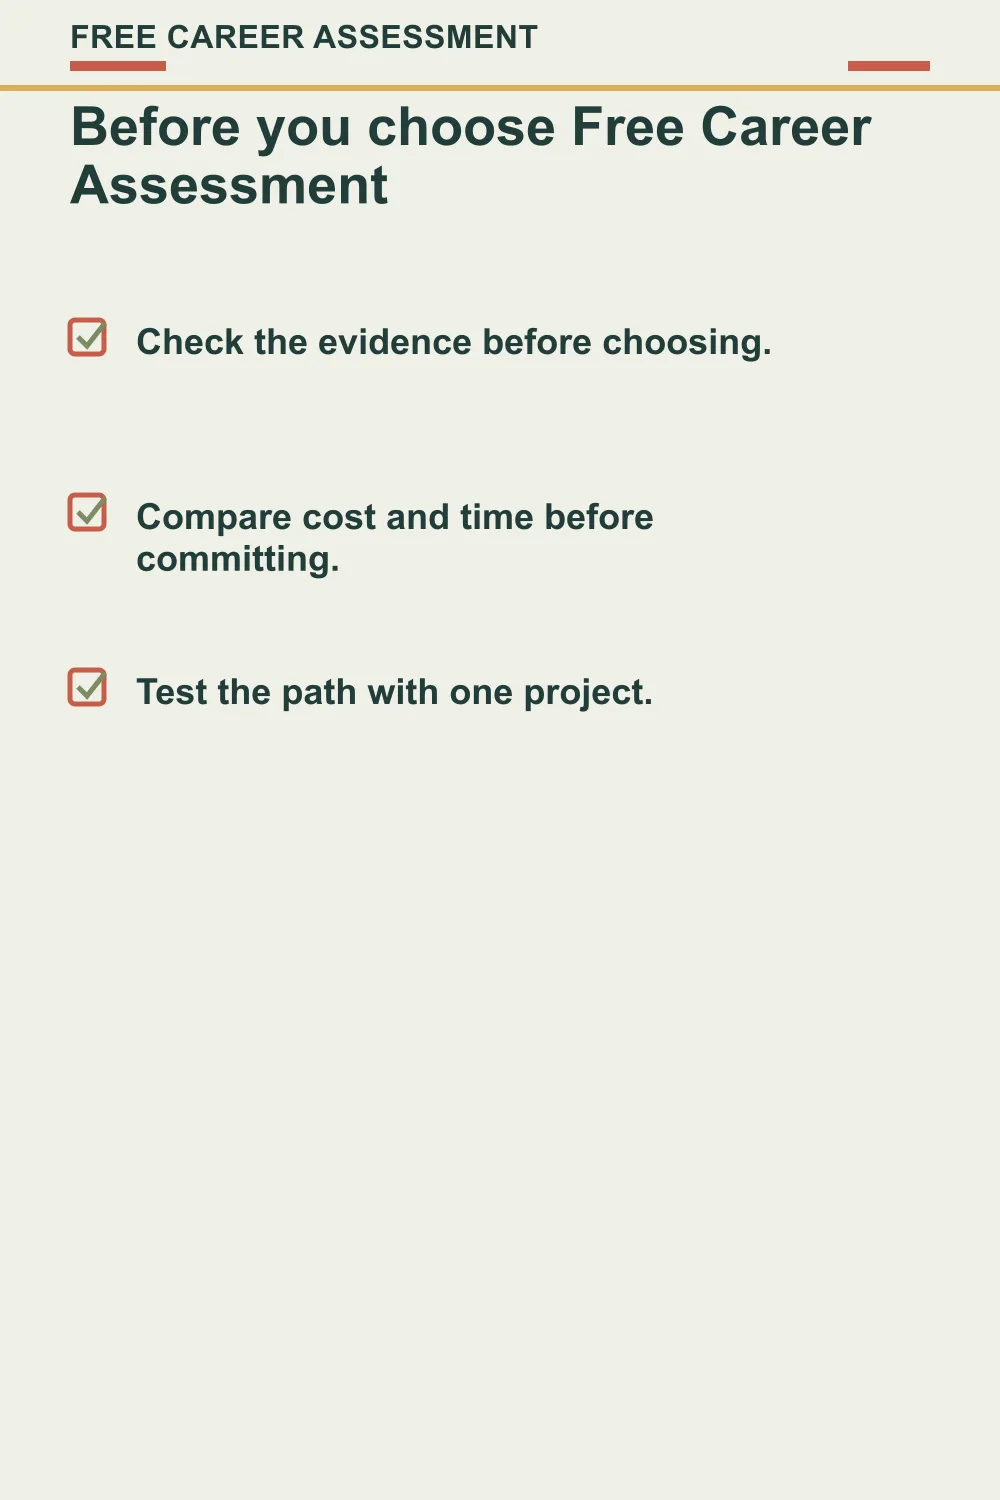 FREE CAREER ASSESSMENT
Before you choose Free Career
Assessment
Check the evidence before choosing.
Compare cost and time before
committing.
Test the path with one project.